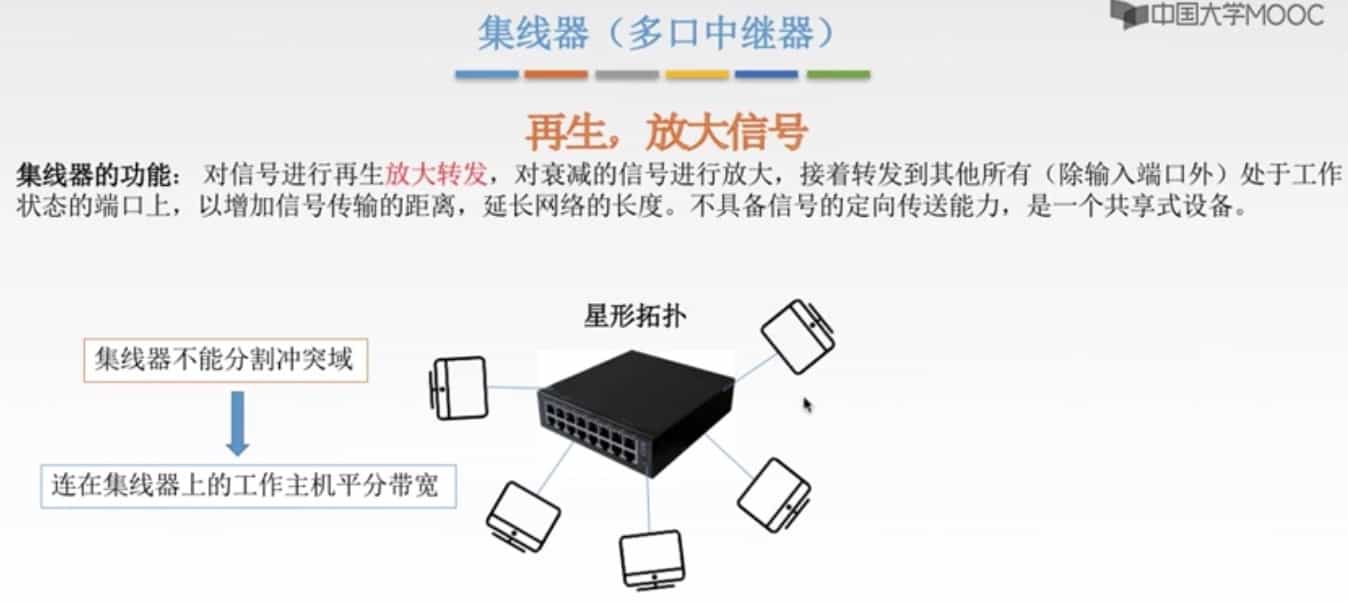 中国大学MOOC
集线器（多口中继器）
再生，放大信号
集线器的功能：对信号进行再生放大转发，对衰减的信号进行放大，接着转发到其他所有（除输入端口外）处于工作
状态的端口上，以增加信号传输的距离，延长网络的长度。不具备信号的定向传送能力，是一个共享式设备。
星形拓扑
集线器不能分割冲突域
连在集线器上的工作主机平分带宽